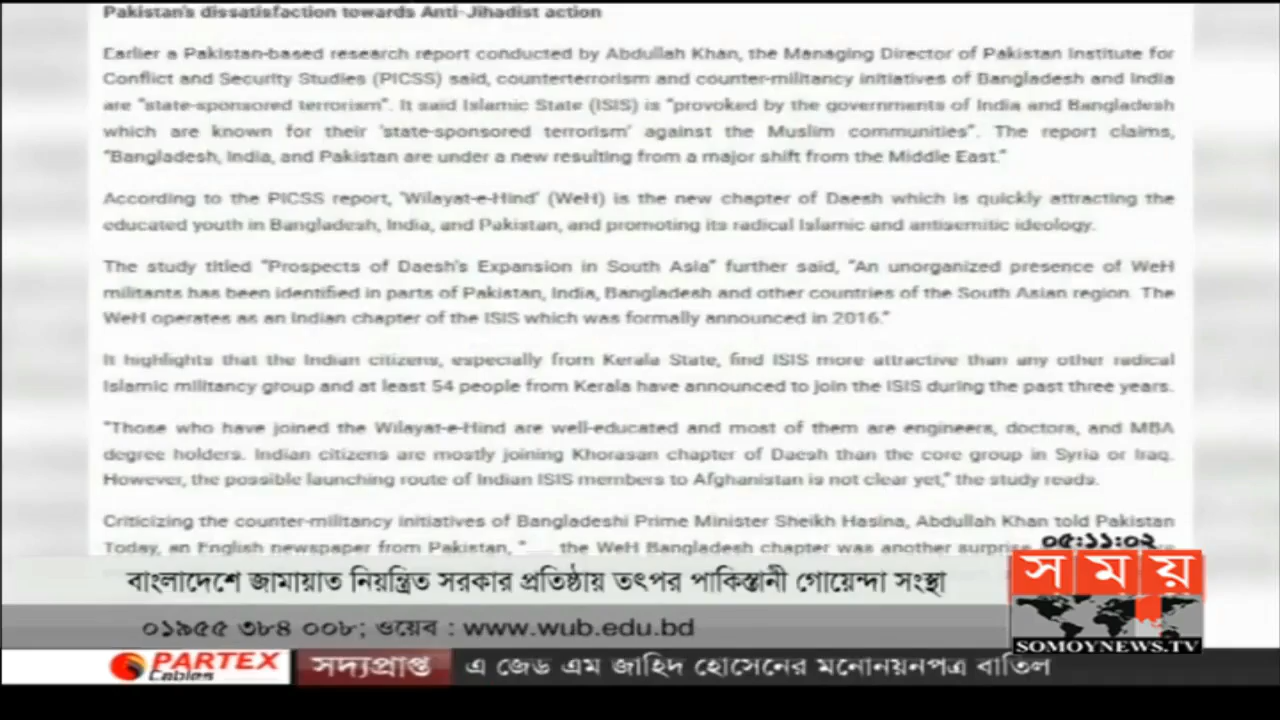 Pakistan's dissatisfaction towards Anti Jihadist action
Earlier a Pakistan-based research report conducted by Abdullah Khan, the Managing Director of Pakistan Institute for
Conflict and Security Studies (PICSS) said, counterterrorism and counter-militancy initiatives of Bangladesh and India
are "state-sponsored terrorism". It said Islamic State (ISIS) is "provoked by the governments of India and Bangladesh
which are known for their 'state-sponsored terrorism' against the Muslim communities". The report claims,
"Bangladesh, India, and Pakistan are under a new resulting from a major shift from the Middle East."
According to the PICSS report, 'Wilayat-e-Hind' (WeH) is the new chapter of Daesh which is quickly attracting the
educated youth in Bangladesh, India, and Pakistan, and promoting its radical Islamic and antisemitic ideology.
The study titled "Prospects of Daesh's Expansion in South Asia" further said, "An unorganized presence of WeH
militants has been identified in parts of Pakistan, India, Bangladesh and other countries of the South Asian region. The
WeH operates as an Indian chapter of the ISIS which was formally announced in 2016."
It highlights that the Indian citizens, especially from Kerala State, find ISIS more attractive than any other radical
Islamic militancy group and at least 54 people from Kerala have announced to join the ISIS during the past three years.
"Those who have joined the Wilayat-e-Hind are well-educated and most of them are engineers, doctors, and MBA
degree holders. Indian citizens are mostly joining Khorasan chapter of Daesh than the core group in Syria or Iraq.
However, the possible launching route of Indian ISIS members to Afghanistan is not clear yet," the study reads.
Criticizing the counter-militancy initiatives of Bangladeshi Prime Minister Sheikh Hasina, Abdullah Khan told Pakistan
Today, an English newspaper from Pakistan, " the WeH Bangladesh chapter was another surprise
০৫:১১:০২
সময়
SOMOYNEWS.TV
বাংলাদেশে জামায়াত নিয়ন্ত্রিত সরকার প্রতিষ্ঠায় তৎপর পাকিস্তানী গোয়েন্দা সংস্থা
০১৯৫৫ ৩৮৪ ০০৮; ওয়েব : www.wub.edu.bd
PARTEX
Cables
সদ্যপ্রাপ্ত
এ জেড এম জাহিদ হোসেনের মনোনয়নপত্র বাতিল